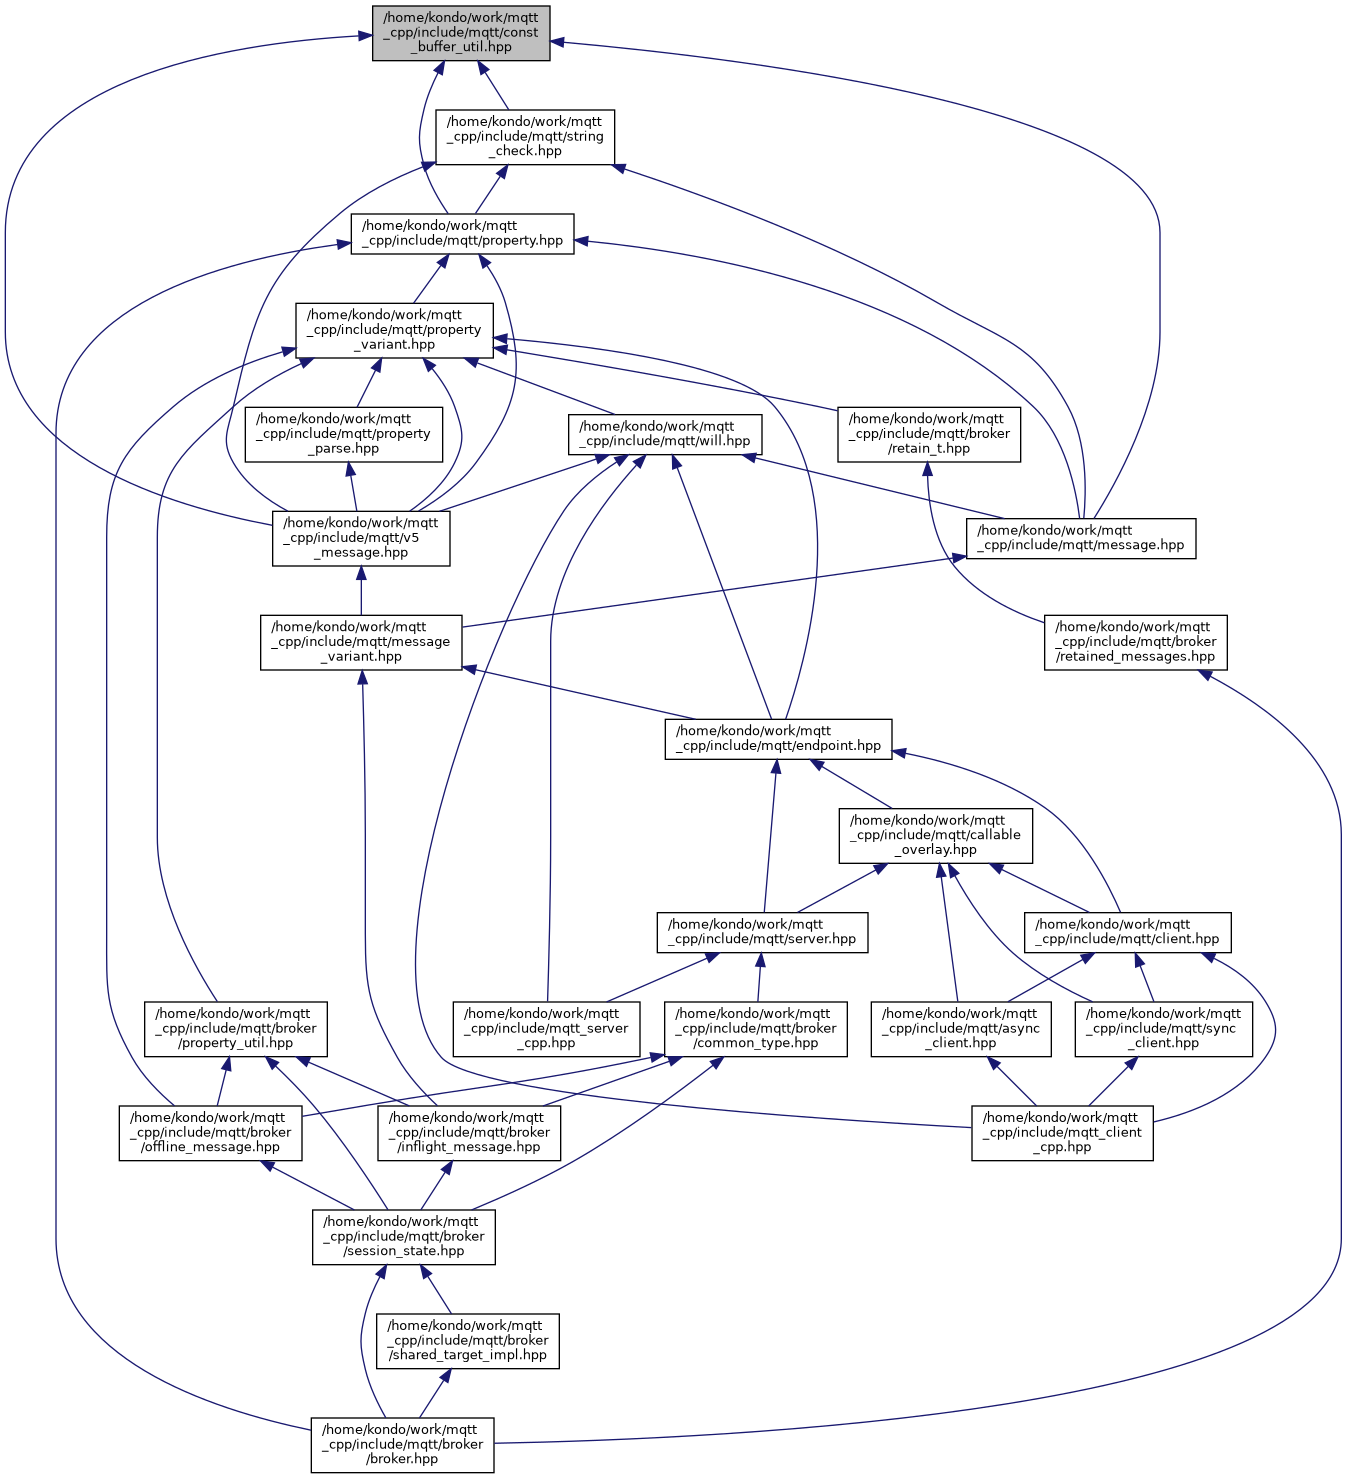 /home/kondo/work/mqtt
_cpp/include/mqtt/const
_buffer_util.hpp
/home/kondo/work/mqtt
_cpp/include/mqtt/string
_check.hpp
/home/kondo/work/mqtt
_cpp/include/mqtt/property.hpp
/home/kondo/work/mqtt
_cpp/include/mqtt/property
_variant.hpp
/home/kondo/work/mqtt
_cpp/include/mqtt/property
_parse.hpp
/home/kondo/work/mqtt
_cpp/include/mqtt/will.hpp
/home/kondo/work/mqtt
_cpp/include/mqtt/broker
/retain_t.hpp
/home/kondo/work/mqtt
_cpp/include/mqtt/v5
_message.hpp
/home/kondo/work/mqtt
_cpp/include/mqtt/message.hpp
/home/kondo/work/mqtt
_cpp/include/mqtt/message
_variant.hpp
/home/kondo/work/mqtt
_cpp/include/mqtt/broker
/retained_messages.hpp
/home/kondo/work/mqtt
_cpp/include/mqtt/endpoint.hpp
/home/kondo/work/mqtt
_cpp/include/mqtt/callable
_overlay.hpp
/home/kondo/work/mqtt
_cpp/include/mqtt/server.hpp
/home/kondo/work/mqtt
_cpp/include/mqtt/client.hpp
/home/kondo/work/mqtt
_cpp/include/mqtt/broker
/property_util.hpp
/home/kondo/work/mqtt
_cpp/include/mqtt_server
_cpp.hpp
/home/kondo/work/mqtt
_cpp/include/mqtt/broker
/common_type.hpp
/home/kondo/work/mqtt
_cpp/include/mqtt/async
_client.hpp
/home/kondo/work/mqtt
_cpp/include/mqtt/sync
_client.hpp
/home/kondo/work/mqtt
_cpp/include/mqtt/broker
/offline_message.hpp
/home/kondo/work/mqtt
_cpp/include/mqtt/broker
/inflight_message.hpp
/home/kondo/work/mqtt
_cpp/include/mqtt_client
_cpp.hpp
/home/kondo/work/mqtt
_cpp/include/mqtt/broker
/session_state.hpp
/home/kondo/work/mqtt
_cpp/include/mqtt/broker
/shared_target_impl.hpp
/home/kondo/work/mqtt
_cpp/include/mqtt/broker
/broker.hpp